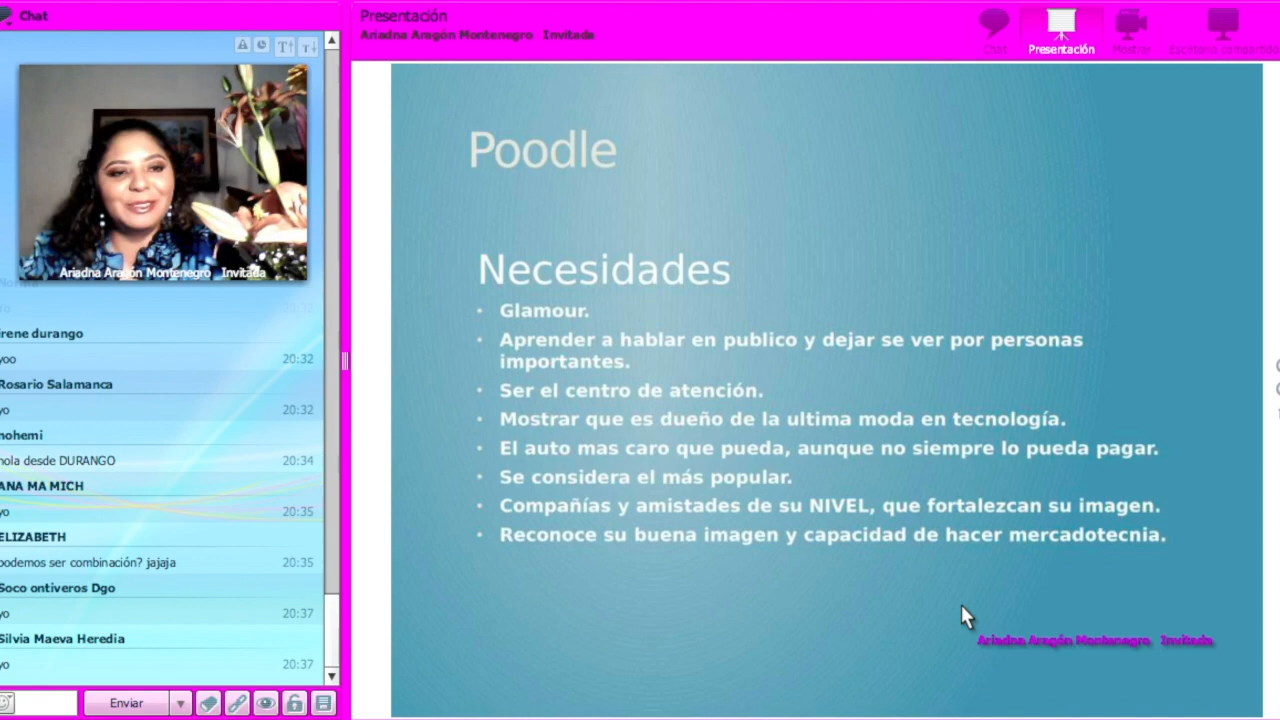 Chat
Ariadna Aragón Montenegro Invitada
20:32
irene durango
yoo 20:32
Rosario Salamanca
yo 20:32
nohemi
hola desde DURANGO 20:34
ANA MA MICH
yo 20:35
ELIZABETH
podemos ser combinación? jajaja 20:35
Soco ontiveros Dgo
yo 20:37
Silvia Maeva Heredia
yo 20:37
Enviar
Presentación
Ariadna Aragón Montenegro Invitada
Chat
Presentación
Mostrar
Escritorio compartido
Poodle
Necesidades
• Glamour.
• Aprender a hablar en publico y dejar se ver por personas
importantes.
• Ser el centro de atención.
• Mostrar que es dueño de la ultima moda en tecnología.
• El auto mas caro que pueda, aunque no siempre lo pueda pagar.
• Se considera el más popular.
• Compañías y amistades de su NIVEL, que fortalezcan su imagen.
• Reconoce su buena imagen y capacidad de hacer mercadotecnia.
Ariadna Aragón Montenegro Invitada